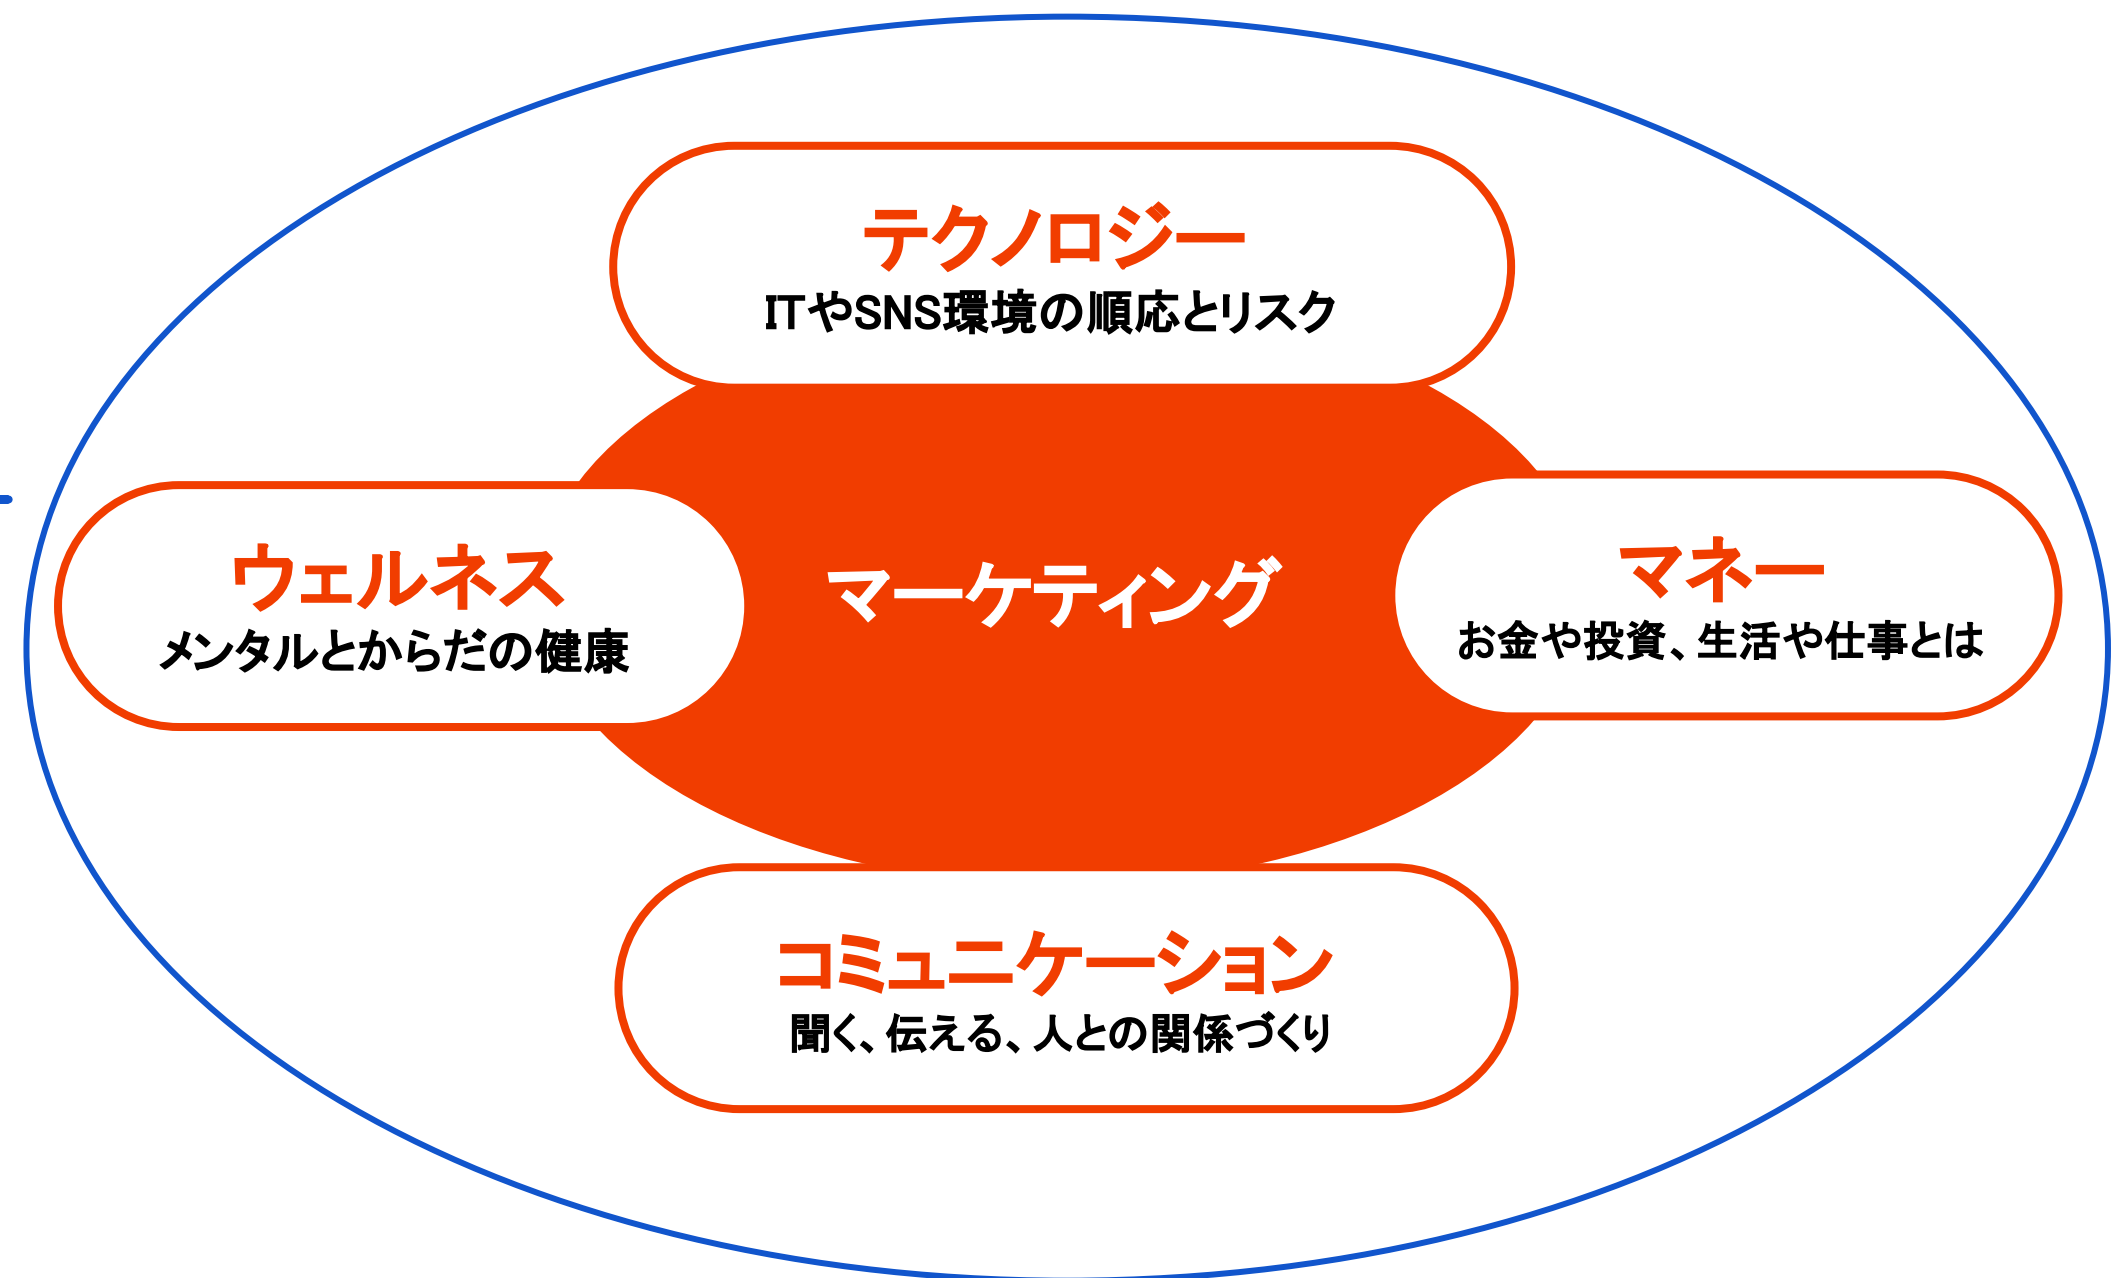 テクノロジー
ITやSNS環境の順応とリスク
ウェルネス
メンタルとからだの健康
マーケティング
マネー
お金や投資、生活や仕事とは
コミュニケーション
聞く、伝える、人との関係づくり